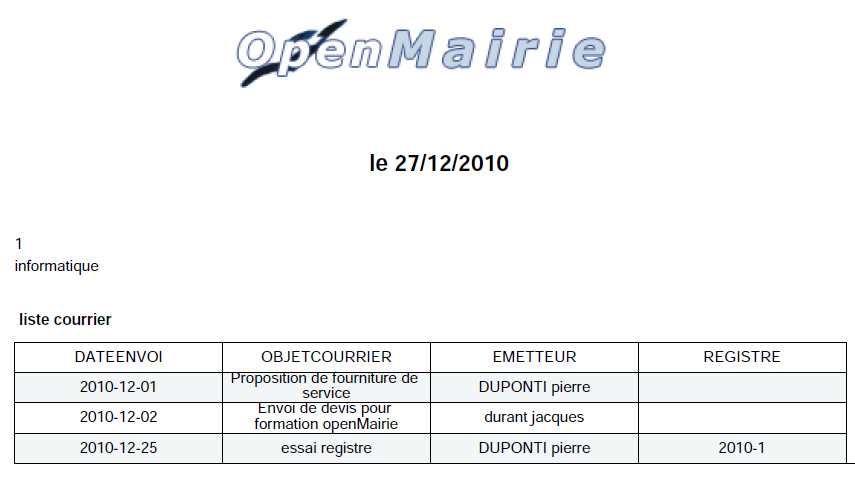 OpenMairie
le 27/12/2010
1
informatique
liste courrier
DATEENVOI OBJETCOURRIER EMETTEUR REGISTRE
2010-12-01 Proposition de fourniture de service DUPONTI pierre
2010-12-02 Envoi de devis pour formation openMairie durant jacques
2010-12-25 essai registre DUPONTI pierre 2010-1